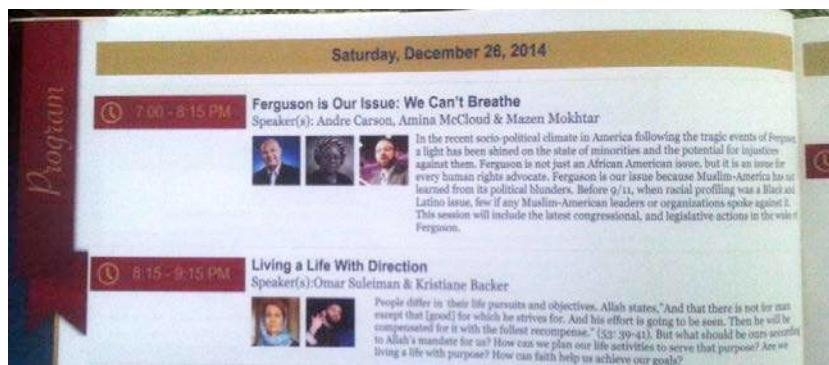 Program
Saturday, December 26, 2014
7:00 - 8:15 PM
Ferguson is Our Issue: We Can't Breathe
Speaker(s): Andre Carson, Amina McCloud & Mazen Mokhtar
In the recent socio-political climate in America following the tragic events of Ferguson,
a light has been shined on the state of minorities and the potential for injustices
against them. Ferguson is not just an African American issue, but it is an issue for
every human rights advocate. Ferguson is our issue because Muslim-America has not
learned from its political blunders. Before 9/11, when racial profiling was a Black and
Latino issue, few if any Muslim-American leaders or organizations spoke against it.
This session will include the latest congressional, and legislative actions in the wake of
Ferguson.
8:15 - 9:15 PM
Living a Life With Direction
Speaker(s):Omar Suleiman & Kristiane Backer
People differ in their life pursuits and objectives. Allah states,"And that there is not for man
except that [good] for which he strives for. And his effort is going to be seen. Then he will be
compensated for it with the fullest recompense." (53: 39-41). But what should be ours according
to Allah's mandate for us? How can we plan our life activities to serve that purpose? Are we
living a life with purpose? How can faith help us achieve our goals?